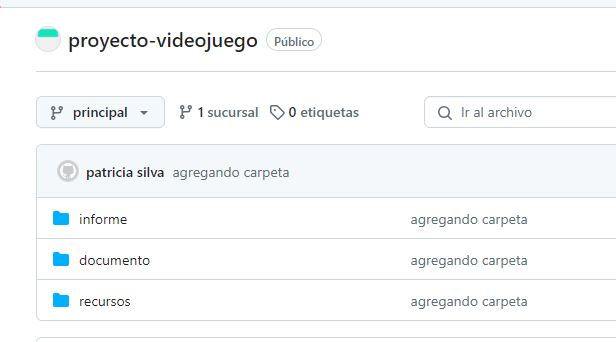 proyecto-videojuego Público
principal 1 sucursal 0 etiquetas Ir al archivo
patricia silva agregando carpeta
informe agregando carpeta
documento agregando carpeta
recursos agregando carpeta